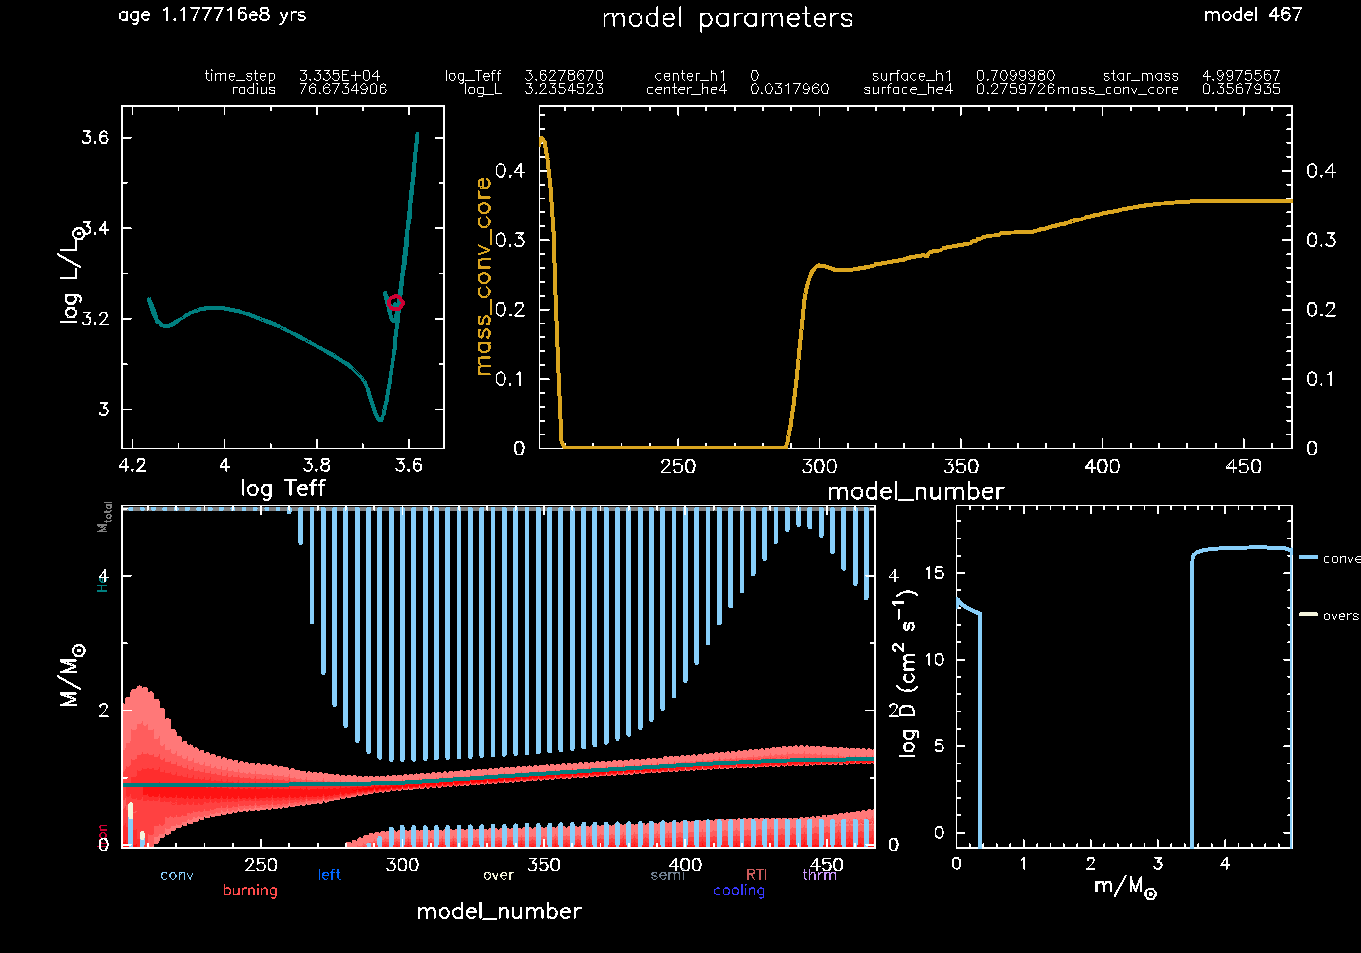 age 1.177716e8 yrs model parameters model 467
time_step 3.335E+04 log_Teff 3.6278670 center_h1 0 surface_h1 0.7099980 star_mass 4.9975567
radius 76.6734906 log_L 3.2354523 center_he4 0.0317960 surface_he4 0.2759726 mass_conv_core 0.3567935
log L/L⊙
3.6
3.4
3.2
3
4.2 4 3.8 3.6
log Teff
mass_conv_core
0.4 0.4
0.3 0.3
0.2 0.2
0.1 0.1
0 0
250 300 350 400 450
model_number
Mtotal
He
M/M⊙
4 4
2 2
0 0
250 300 350 400 450
conv left over semi RTI thrm
burning cooling
model_number
log D (cm² s⁻¹)
15
10
5
0
0 1 2 3 4
m/M⊙
conve
overs